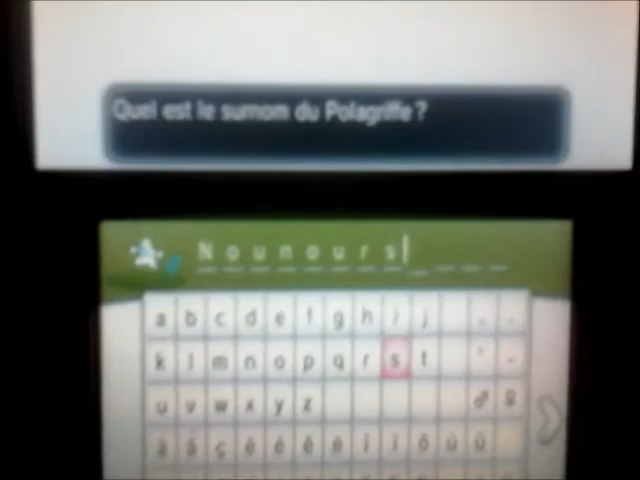 Quel est le surnom du Polagriffe ?
Nounours
a b c d e f g h i j
k l m n o p q r s t
u v w x y z ♂ ♀